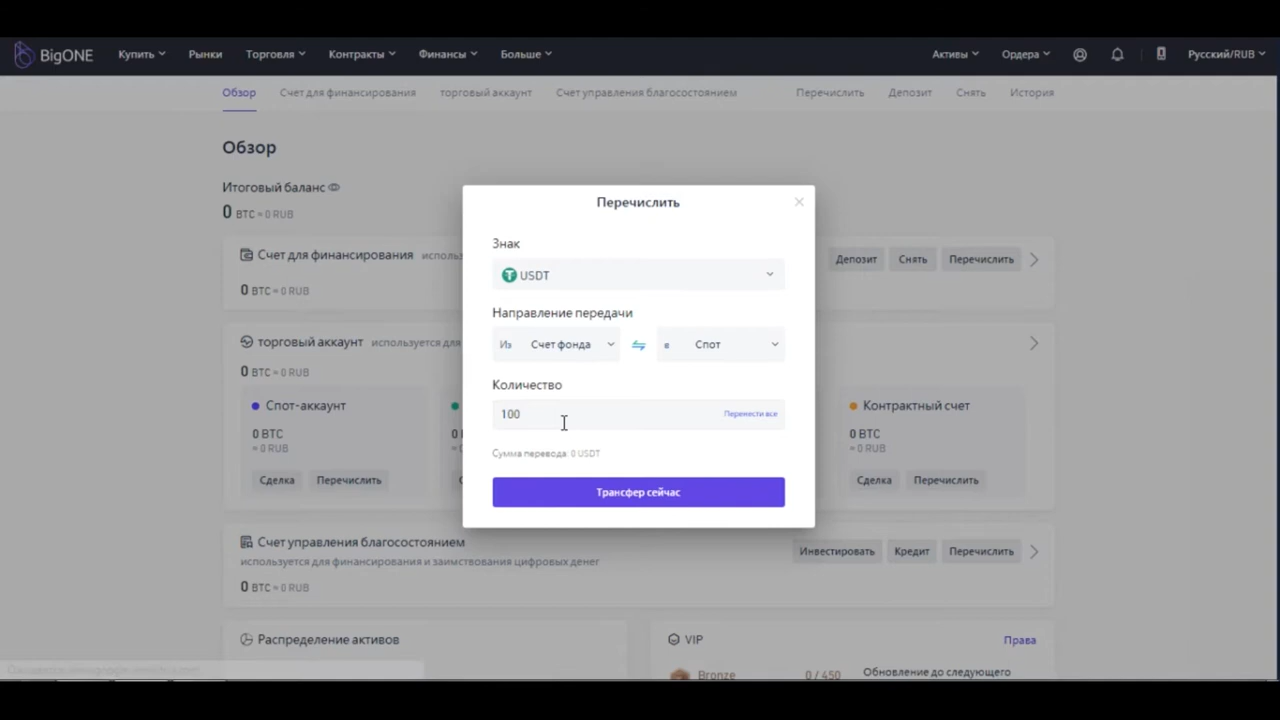 BigONE Купить Рынки Торговля Контракты Финансы Больше Активы Ордера Русский/RUB
Обзор Счет для финансирования торговый аккаунт Счет управления благосостоянием Перечислить Депозит Снять История
Обзор
Итоговый баланс
0 BTC ≈ 0 RUB
Счет для финансирования Депозит Снять Перечислить
0 BTC ≈ 0 RUB
торговый аккаунт используется для
0 BTC ≈ 0 RUB
Спот-аккаунт
0 BTC
≈ 0 RUB
Сделка Перечислить
Контрактный счет
0 BTC
≈ 0 RUB
Сделка Перечислить
Счет управления благосостоянием
используется для финансирования и заимствования цифровых денег
Инвестировать Кредит Перечислить
0 BTC ≈ 0 RUB
Распределение активов
VIP Права
Bronze 0 / 450 Обновление до следующего
Перечислить
Знак
USDT
Направление передачи
Из Счет фонда в Спот
Количество
100 Перенести все
Сумма перевода: 0 USDT
Трансфер сейчас